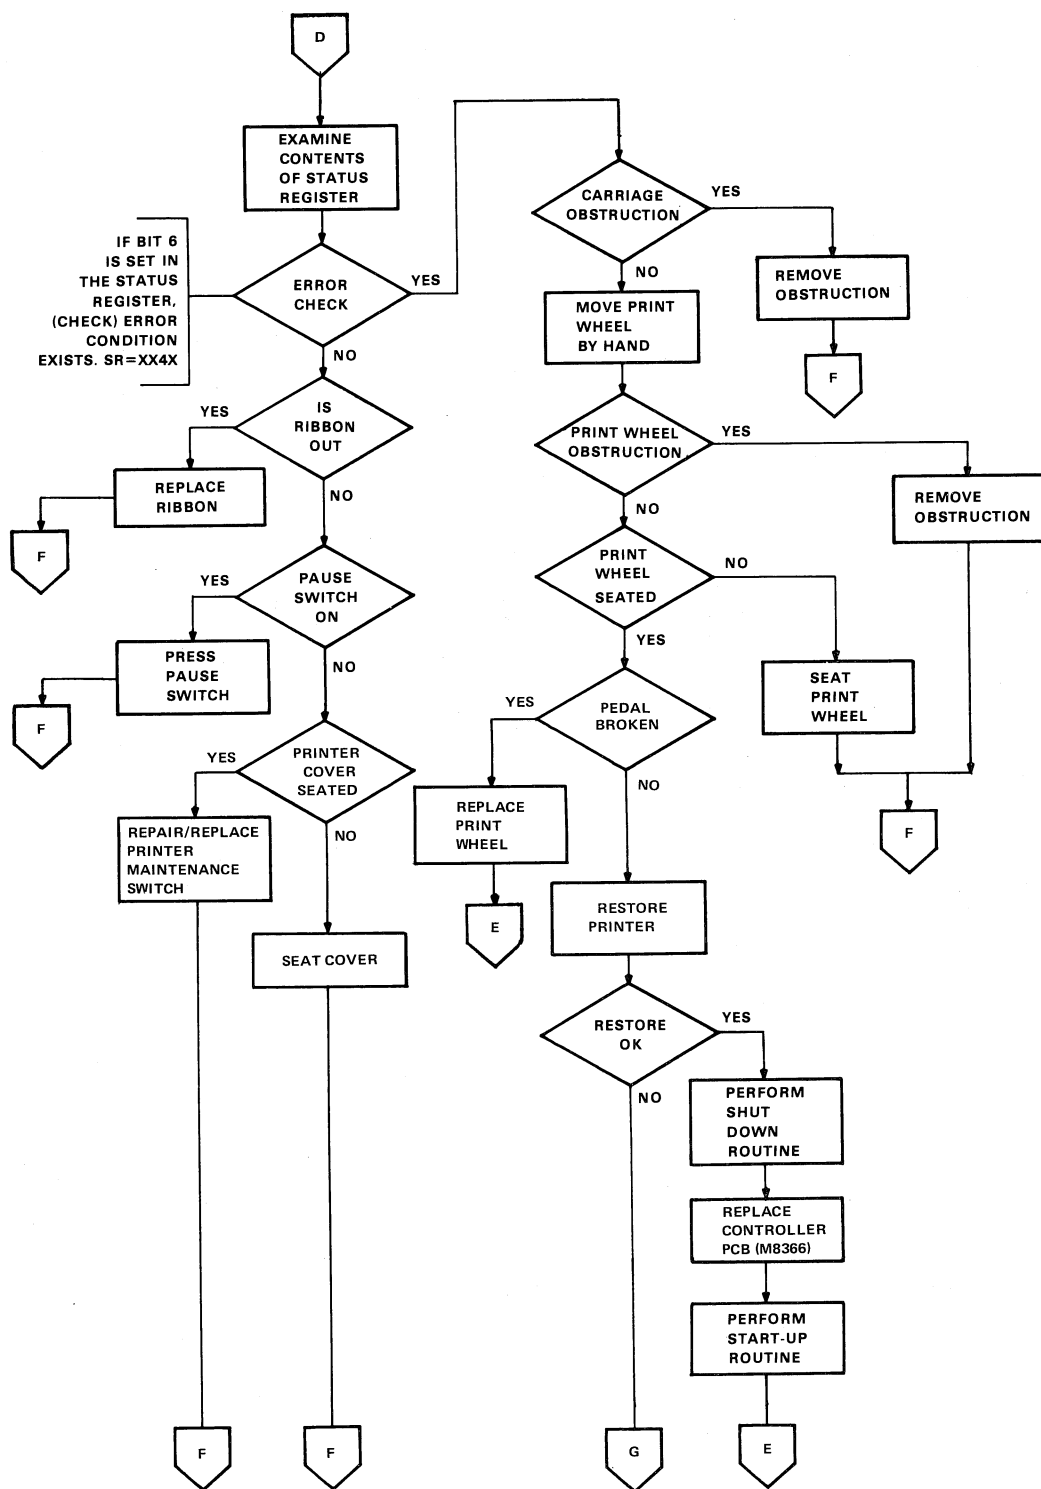 D
EXAMINE
CONTENTS
OF STATUS
REGISTER
IF BIT 6
IS SET IN
THE STATUS
REGISTER,
(CHECK) ERROR
CONDITION
EXISTS. SR=XX4X
ERROR
CHECK
YES
NO
IS
RIBBON
OUT
YES
NO
REPLACE
RIBBON
F
PAUSE
SWITCH
ON
YES
NO
PRESS
PAUSE
SWITCH
F
PRINTER
COVER
SEATED
YES
NO
REPAIR/REPLACE
PRINTER
MAINTENANCE
SWITCH
SEAT COVER
F
F
CARRIAGE
OBSTRUCTION
YES
NO
REMOVE
OBSTRUCTION
F
MOVE PRINT
WHEEL
BY HAND
PRINT WHEEL
OBSTRUCTION
YES
NO
REMOVE
OBSTRUCTION
PRINT
WHEEL
SEATED
NO
YES
SEAT
PRINT
WHEEL
F
PEDAL
BROKEN
YES
NO
REPLACE
PRINT
WHEEL
E
RESTORE
PRINTER
RESTORE
OK
YES
NO
PERFORM
SHUT
DOWN
ROUTINE
REPLACE
CONTROLLER
PCB (M8366)
PERFORM
START-UP
ROUTINE
G
E